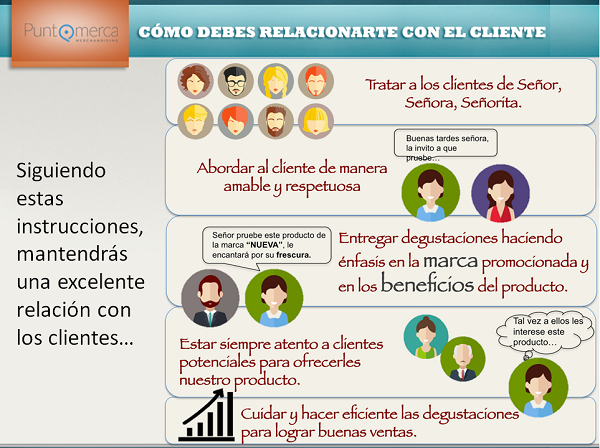 Punt merca
MERCHANDISING
CÓMO DEBES RELACIONARTE CON EL CLIENTE
Siguiendo
estas
instrucciones,
mantendrás
una excelente
relación con
los clientes…
Tratar a los clientes de Señor,
Señora, Señorita.
Abordar al cliente de manera
amable y respetuosa
Buenas tardes señora,
la invito a que
pruebe…
Señor pruebe este producto de
la marca “NUEVA”, le
encantará por su frescura.
Entregar degustaciones haciendo
énfasis en la marca promocionada y
en los beneficios del producto.
Estar siempre atento a clientes
potenciales para ofrecerles
nuestro producto.
Tal vez a ellos les
interese este
producto…
Cuidar y hacer eficiente las degustaciones
para lograr buenas ventas.